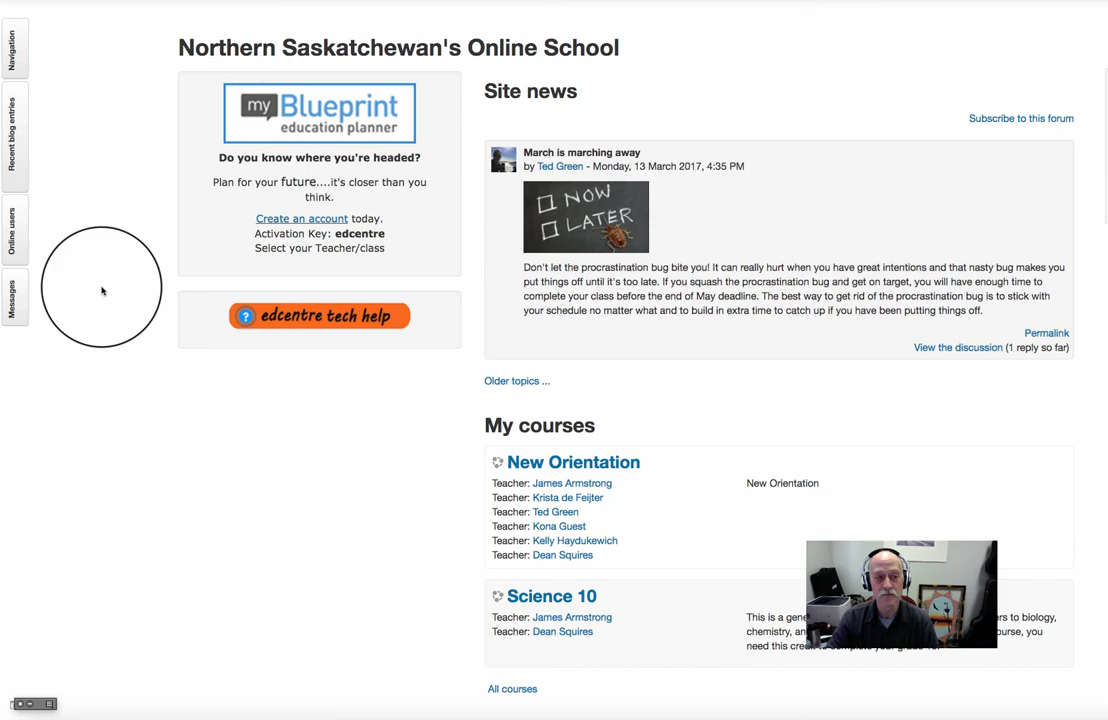 Navigation
Recent blog entries
Online users
Messages
Northern Saskatchewan's Online School
my Blueprint
education planner
Do you know where you're headed?
Plan for your future....it's closer than you
think.
Create an account today.
Activation Key: edcentre
Select your Teacher/class
? edcentre tech help
Site news
Subscribe to this forum
March is marching away
by Ted Green - Monday, 13 March 2017, 4:35 PM
NOW
LATER
Don't let the procrastination bug bite you! It can really hurt when you have great intentions and that nasty bug makes you
put things off until it's too late. If you squash the procrastination bug and get on target, you will have enough time to
complete your class before the end of May deadline. The best way to get rid of the procrastination bug is to stick with
your schedule no matter what and to build in extra time to catch up if you have been putting things off.
Permalink
View the discussion (1 reply so far)
Older topics ...
My courses
New Orientation
Teacher: James Armstrong
New Orientation
Teacher: Krista de Feijter
Teacher: Ted Green
Teacher: Kona Guest
Teacher: Kelly Haydukewich
Teacher: Dean Squires
Science 10
Teacher: James Armstrong
This is a gene rs to biology,
Teacher: Dean Squires
chemistry, an ourse, you
need this cre
All courses